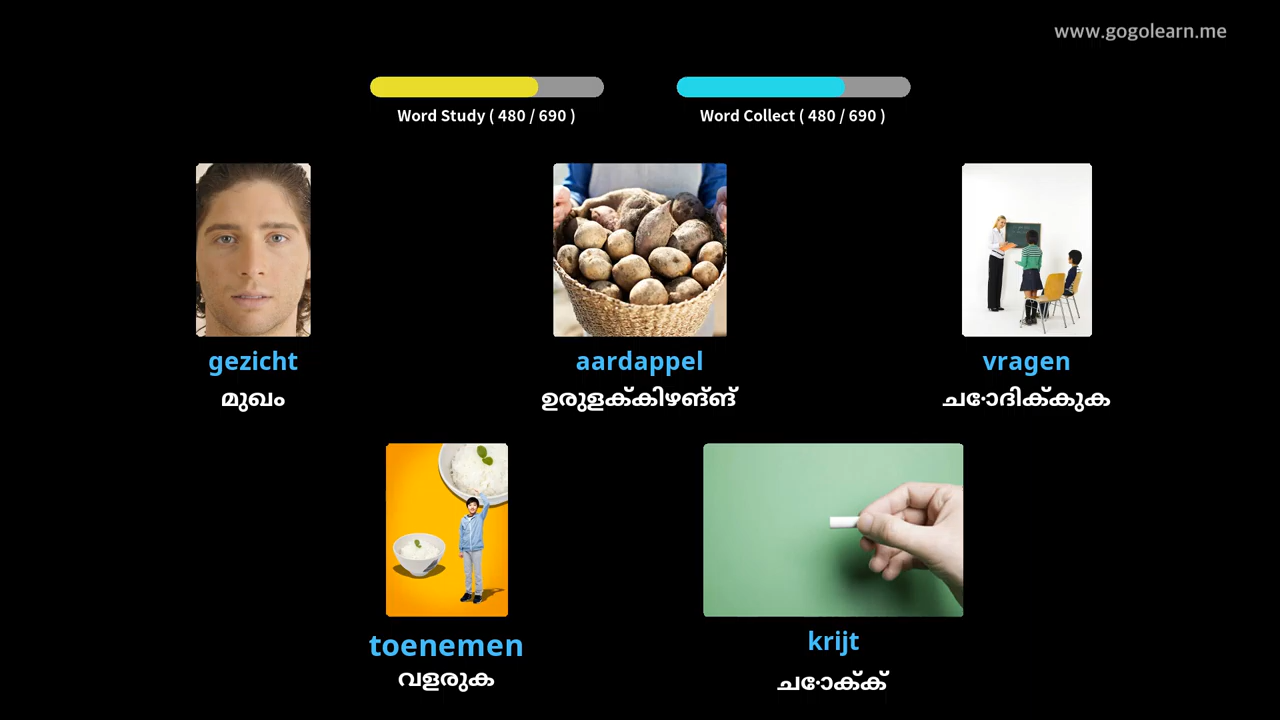 www.gogolearn.me
Word Study ( 480 / 690 )
Word Collect ( 480 / 690 )
gezicht
aardappel
vragen
മുഖം
ഉരുളക്കിഴങ്ങ്
ചോദിക്കുക
toenemen
krijt
വളരുക
ചോക്ക്